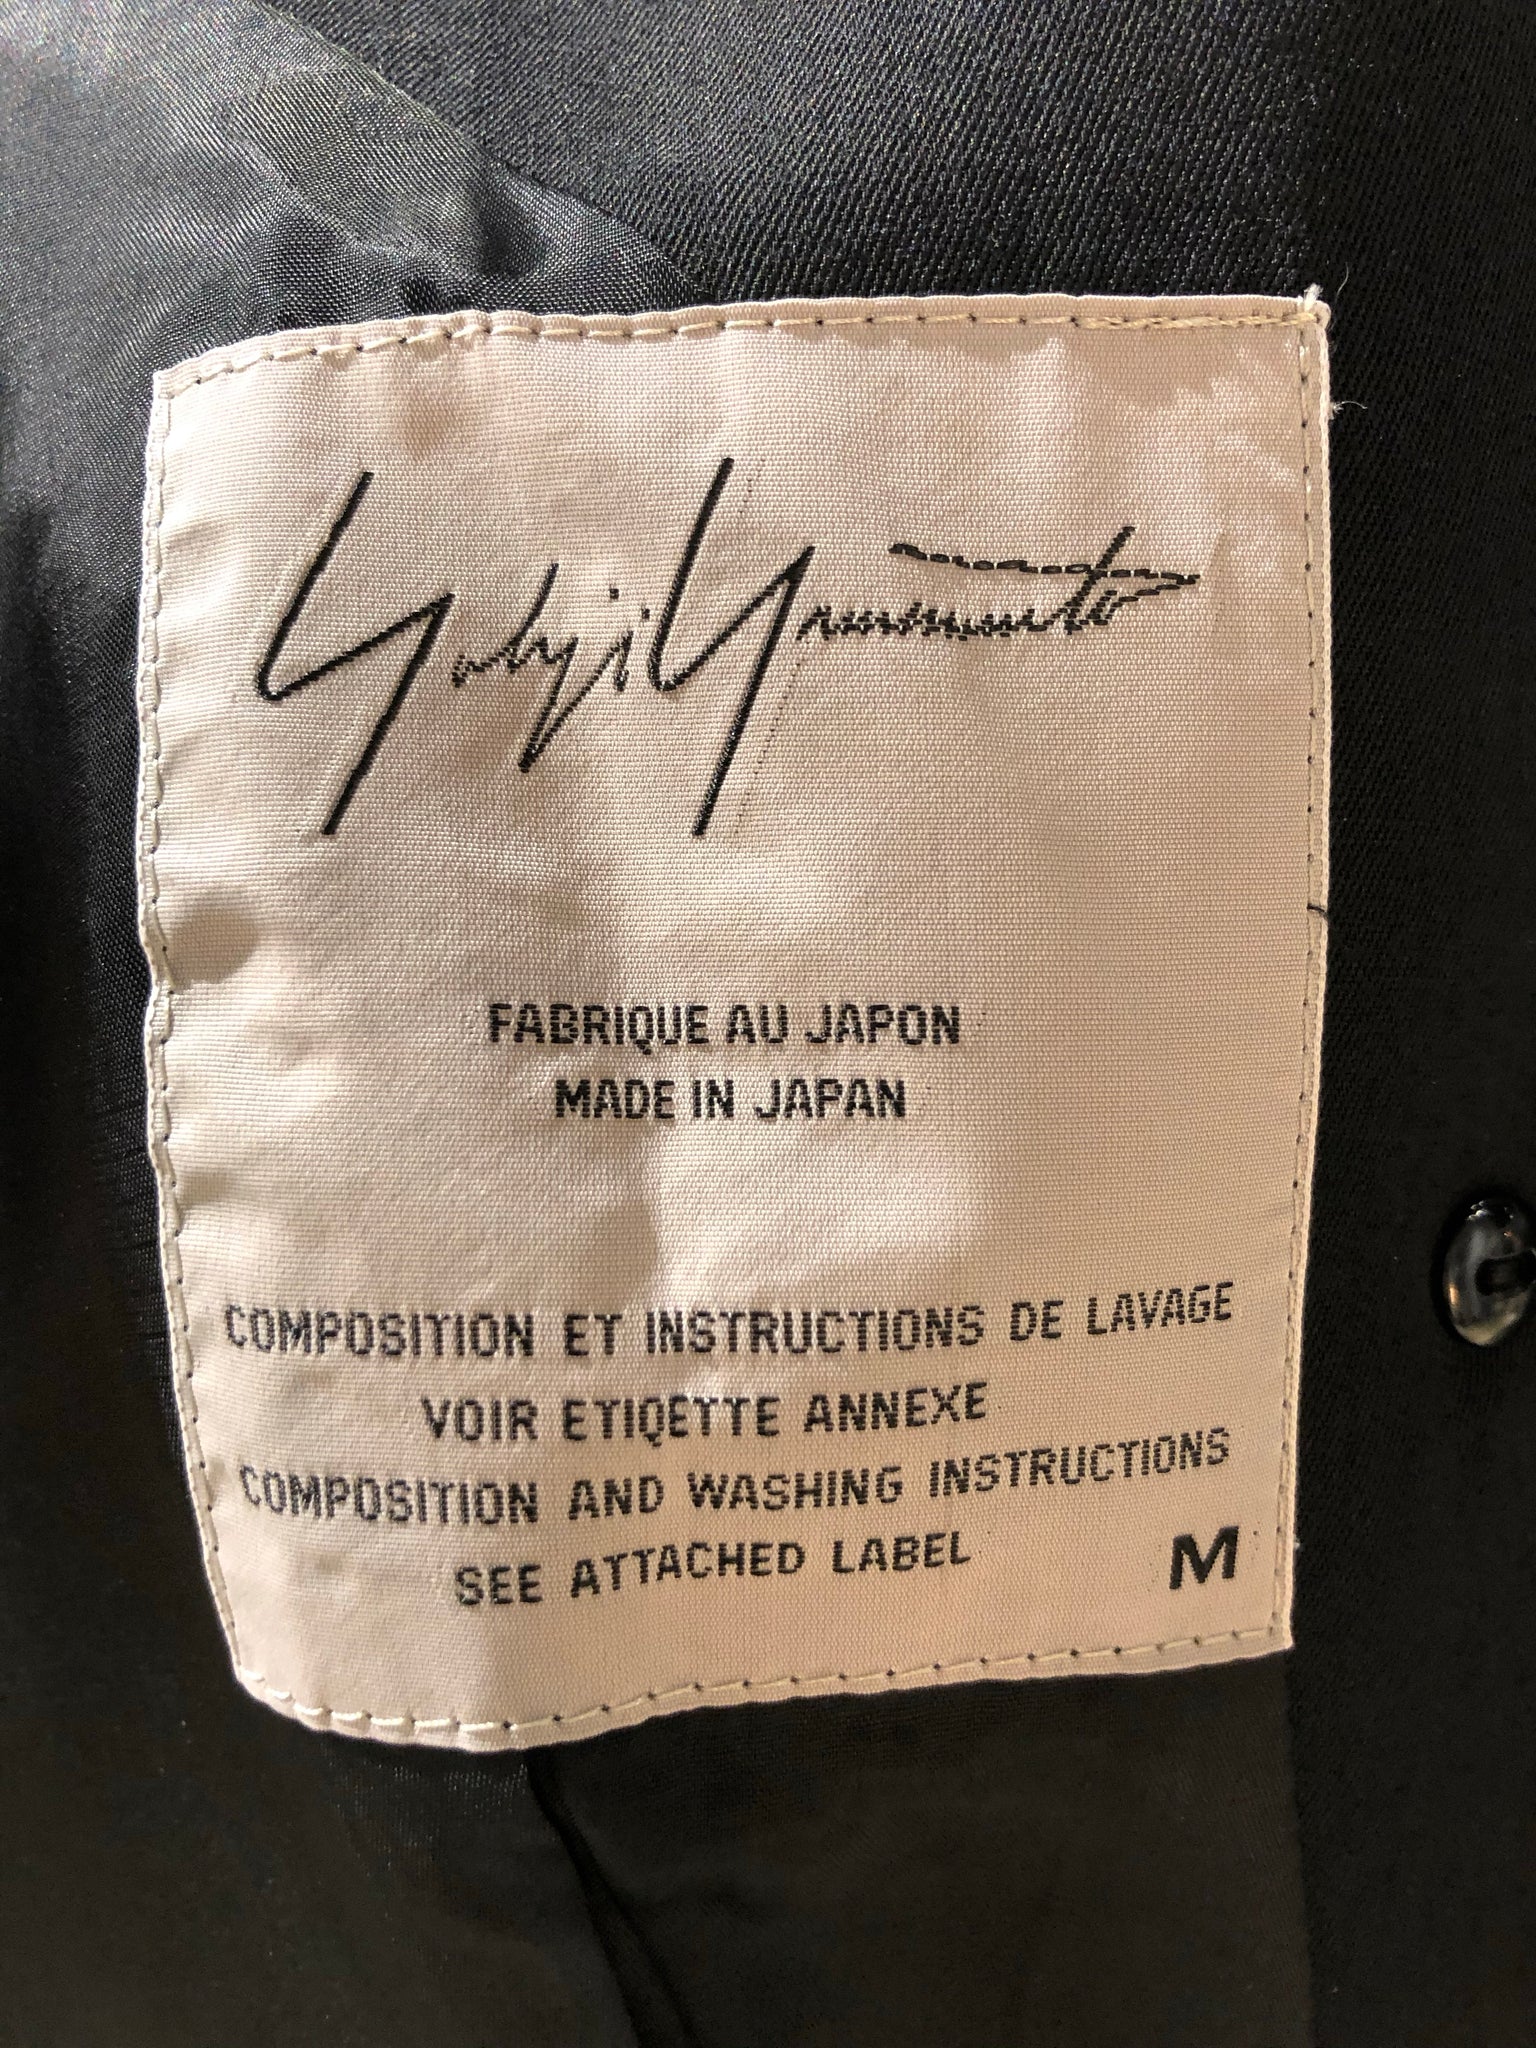 Yohji Yamamoto
FABRIQUE AU JAPON
MADE IN JAPAN
COMPOSITION ET INSTRUCTIONS DE LAVAGE
VOIR ETIQETTE ANNEXE
COMPOSITION AND WASHING INSTRUCTIONS
SEE ATTACHED LABEL
M